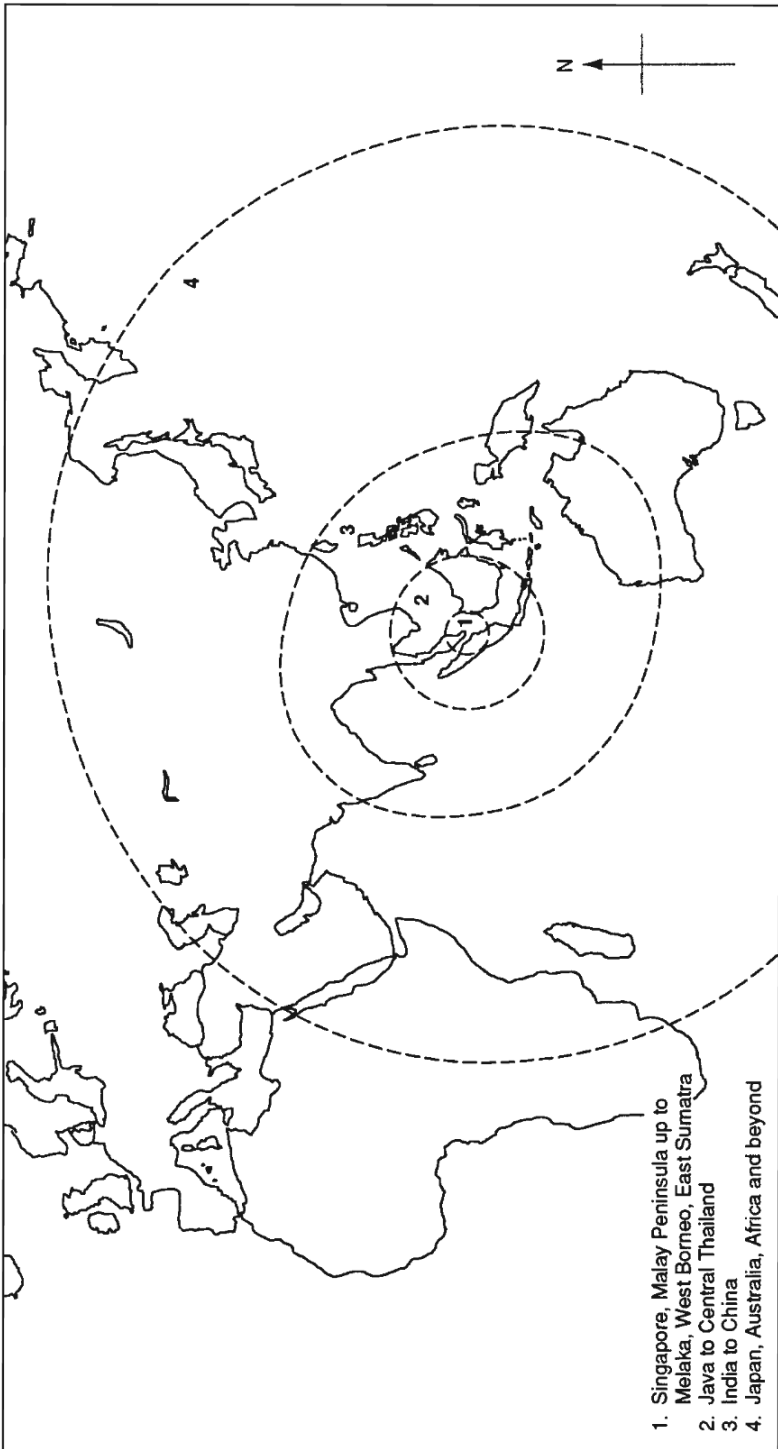 N
4
3
2
1
1. Singapore, Malay Peninsula up to
Melaka, West Borneo, East Sumatra
2. Java to Central Thailand
3. India to China
4. Japan, Australia, Africa and beyond